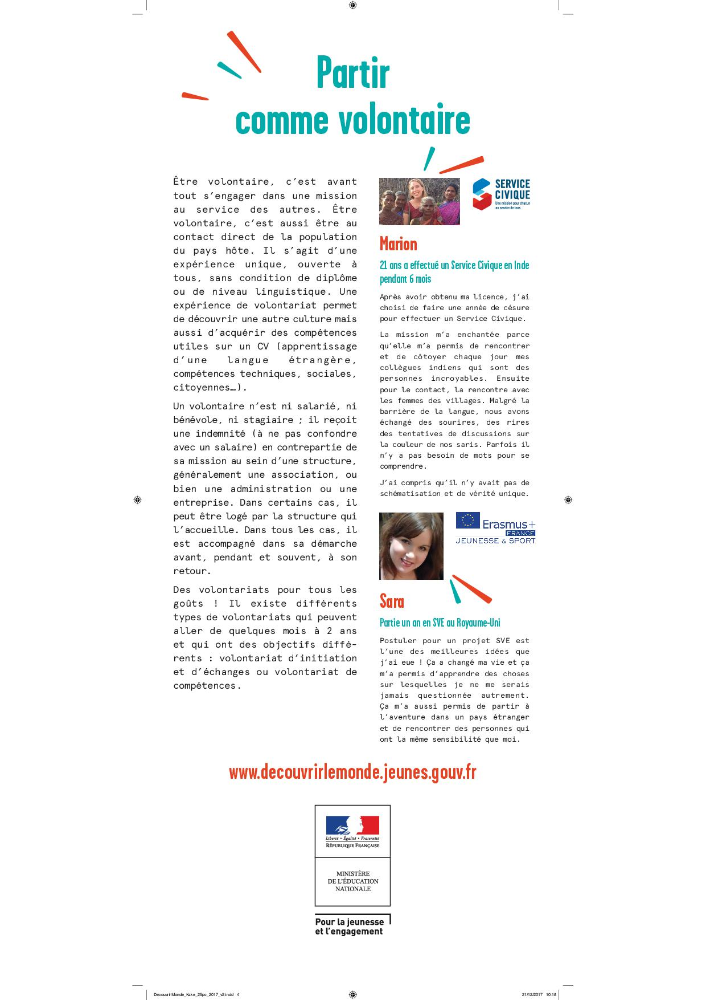 Partir
comme volontaire
Être volontaire, c’est avant
tout s’engager dans une mission
au service des autres. Être
volontaire, c’est aussi être au
contact direct de la population
du pays hôte. Il s’agit d’une
expérience unique, ouverte à
tous, sans condition de diplôme
ou de niveau linguistique. Une
expérience de volontariat permet
de découvrir une autre culture mais
aussi d’acquérir des compétences
utiles sur un CV (apprentissage
d’une langue étrangère,
compétences techniques, sociales,
citoyennes…).
Un volontaire n’est ni salarié, ni
bénévole, ni stagiaire ; il reçoit
une indemnité (à ne pas confondre
avec un salaire) en contrepartie de
sa mission au sein d’une structure,
généralement une association, ou
bien une administration ou une
entreprise. Dans certains cas, il
peut être logé par la structure qui
l’accueille. Dans tous les cas, il
est accompagné dans sa démarche
avant, pendant et souvent, à son
retour.
Des volontariats pour tous les
goûts ! Il existe différents
types de volontariats qui peuvent
aller de quelques mois à 2 ans
et qui ont des objectifs diffé-
rents : volontariat d’initiation
et d’échanges ou volontariat de
compétences.
SERVICE
CIVIQUE
Une mission pour chacun
au service de tous
Marion
21 ans a effectué un Service Civique en Inde
pendant 6 mois
Après avoir obtenu ma licence, j’ai
choisi de faire une année de césure
pour effectuer un Service Civique.
La mission m’a enchantée parce
qu’elle m’a permis de rencontrer
et de côtoyer chaque jour mes
collègues indiens qui sont des
personnes incroyables. Ensuite
pour le contact, la rencontre avec
les femmes des villages. Malgré la
barrière de la langue, nous avons
échangé des sourires, des rires
des tentatives de discussions sur
la couleur de nos saris. Parfois il
n’y a pas besoin de mots pour se
comprendre.
J’ai compris qu’il n’y avait pas de
schématisation et de vérité unique.
Erasmus+
FRANCE
JEUNESSE & SPORT
Sara
Partie un an en SVE au Royaume-Uni
Postuler pour un projet SVE est
l’une des meilleures idées que
j’ai eue ! Ça a changé ma vie et ça
m’a permis d’apprendre des choses
sur lesquelles je ne me serais
jamais questionnée autrement.
Ça m’a aussi permis de partir à
l’aventure dans un pays étranger
et de rencontrer des personnes qui
ont la même sensibilité que moi.
www.decouvrirlemonde.jeunes.gouv.fr
Liberté • Égalité • Fraternité
RÉPUBLIQUE FRANÇAISE
MINISTÈRE
DE L’ÉDUCATION
NATIONALE
Pour la jeunesse
et l’engagement
DecouvrirMonde_Kake_25pc_2017_v2.indd 4
21/12/2017 10:18